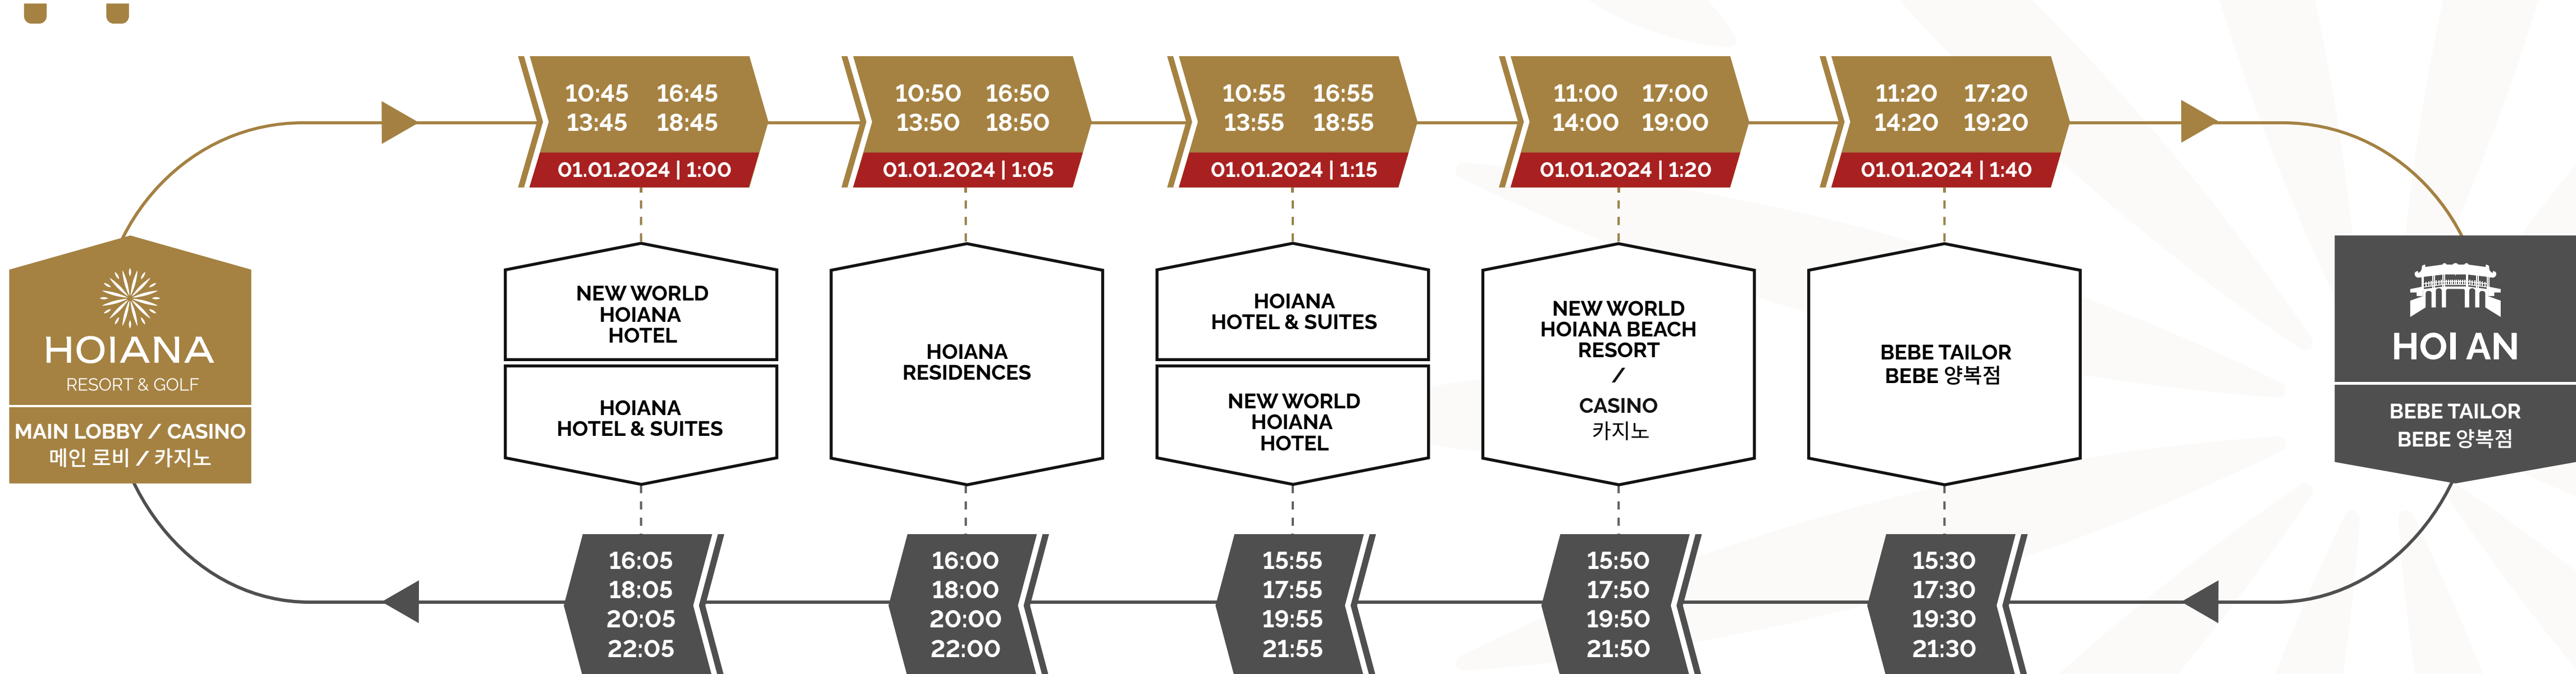 10:45 16:45
13:45 18:45
01.01.2024 | 1:00
10:50 16:50
13:50 18:50
01.01.2024 | 1:05
10:55 16:55
13:55 18:55
01.01.2024 | 1:15
11:00 17:00
14:00 19:00
01.01.2024 | 1:20
11:20 17:20
14:20 19:20
01.01.2024 | 1:40
HOIANA
RESORT & GOLF
MAIN LOBBY / CASINO
메인 로비 / 카지노
NEW WORLD
HOIANA
HOTEL
HOIANA
HOTEL & SUITES
HOIANA
RESIDENCES
HOIANA
HOTEL & SUITES
NEW WORLD
HOIANA
HOTEL
NEW WORLD
HOIANA BEACH
RESORT
/
CASINO
카지노
BEBE TAILOR
BEBE 양복점
HOI AN
BEBE TAILOR
BEBE 양복점
16:05
18:05
20:05
22:05
16:00
18:00
20:00
22:00
15:55
17:55
19:55
21:55
15:50
17:50
19:50
21:50
15:30
17:30
19:30
21:30